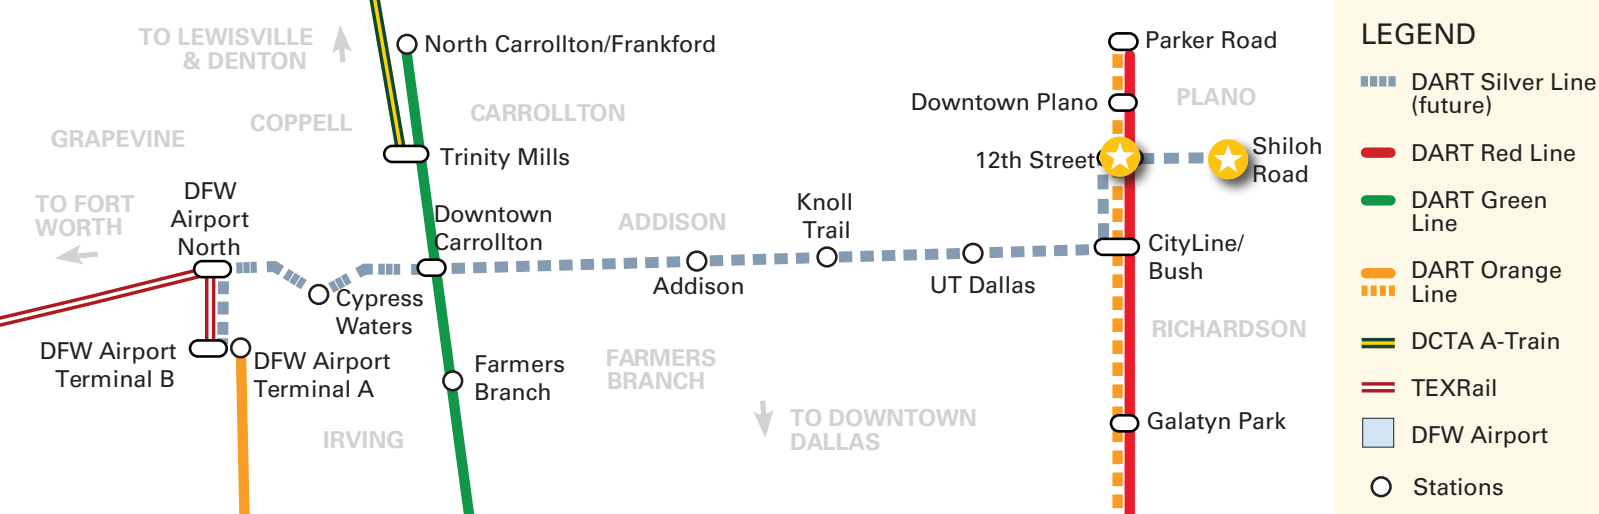 TO LEWISVILLE
& DENTON
North Carrollton/Frankford
Parker Road
Downtown Plano
PLANO
COPPELL
CARROLLTON
GRAPEVINE
Trinity Mills
12th Street
Shiloh
Road
TO FORT
WORTH
DFW
Airport
North
Downtown
Carrollton
ADDISON
Knoll
Trail
CityLine/
Bush
Cypress
Waters
Addison
UT Dallas
RICHARDSON
DFW Airport
Terminal B
DFW Airport
Terminal A
Farmers
Branch
FARMERS
BRANCH
IRVING
TO DOWNTOWN
DALLAS
Galatyn Park
LEGEND
DART Silver Line
(future)
DART Red Line
DART Green
Line
DART Orange
Line
DCTA A-Train
TEXRail
DFW Airport
Stations